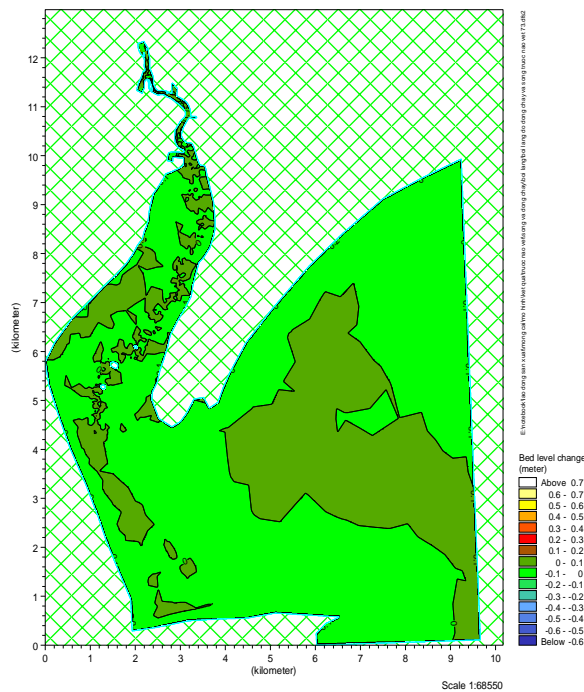 12
11
10
9
8
7
6
5
4
3
2
1
0
(kilometer)
0 1 2 3 4 5 6 7 8 9 10
(kilometer)
Scale 1:68550
Bed level change
(meter)
Above 0.7
0.6 - 0.7
0.5 - 0.6
0.4 - 0.5
0.3 - 0.4
0.2 - 0.3
0.1 - 0.2
0 - 0.1
-0.1 - 0
-0.2 - -0.1
-0.3 - -0.2
-0.4 - -0.3
-0.5 - -0.4
-0.6 - -0.5
Below -0.6